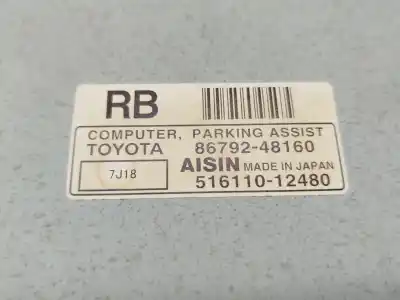 RB
COMPUTER, PARKING ASSIST
TOYOTA 86792-48160
7J18 AISIN MADE IN JAPAN
516110-12480